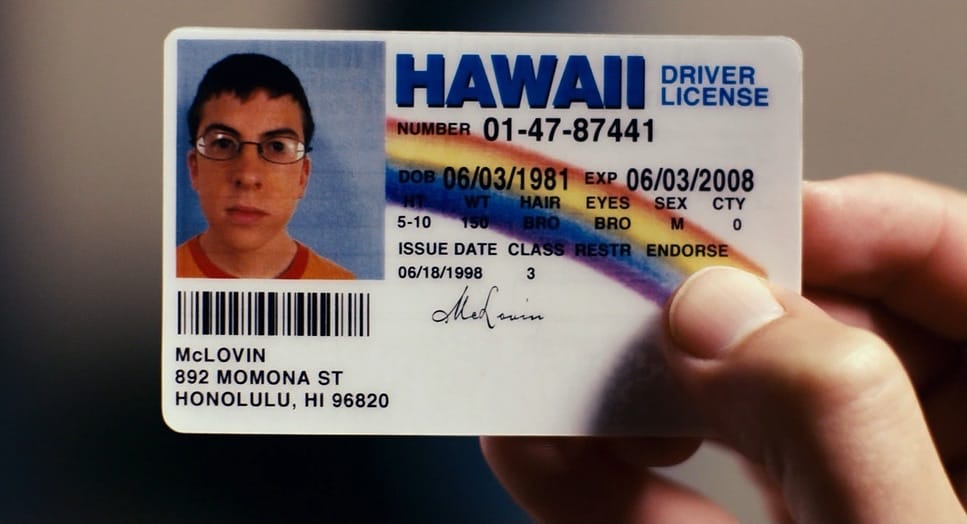 HAWAII DRIVER LICENSE
NUMBER 01-47-87441
DOB 06/03/1981 EXP 06/03/2008
HT WT HAIR EYES SEX CTY
5-10 150 BRO BRO M 0
ISSUE DATE CLASS RESTR ENDORSE
06/18/1998 3
McLovin
McLOVIN
892 MOMONA ST
HONOLULU, HI 96820